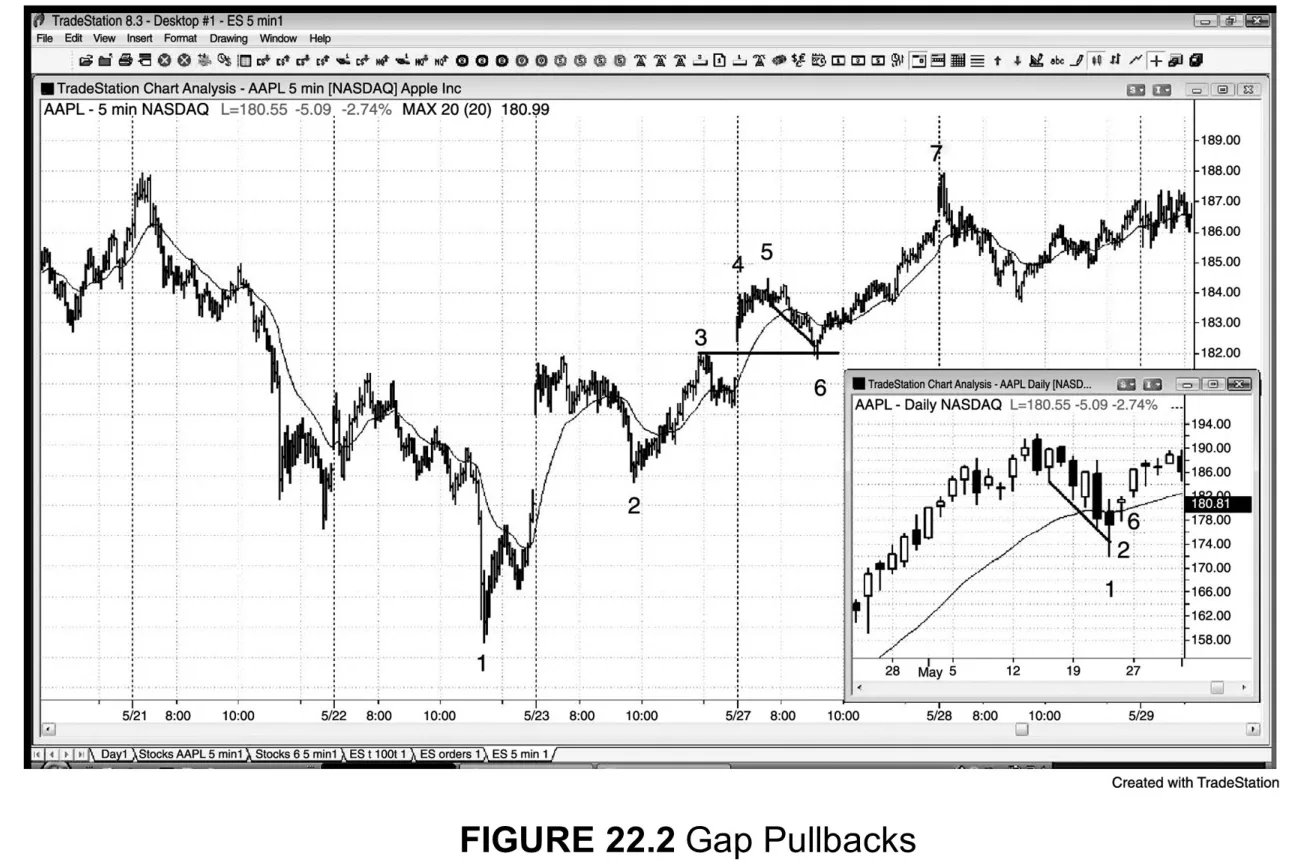 TradeStation 8.3 - Desktop #1 - ES 5 min1
File Edit View Insert Format Drawing Window Help
TradeStation Chart Analysis - AAPL 5 min [NASDAQ] Apple Inc
AAPL - 5 min NASDAQ L=180.55 -5.09 -2.74% MAX 20 (20) 180.99
189.00
188.00
187.00
186.00
185.00
184.00
183.00
182.00
7
5
4
3
6
2
1
TradeStation Chart Analysis - AAPL Daily [NASD...
AAPL - Daily NASDAQ L=180.55 -5.09 -2.74% ...
194.00
190.00
186.00
182.00
180.81
178.00
174.00
170.00
166.00
162.00
158.00
6
2
1
28 May 5 12 19 27
5/21 8:00 10:00 5/22 8:00 10:00 5/23 8:00 10:00 5/27 8:00 10:00 5/28 8:00 10:00 5/29
Day1 Stocks AAPL 5 min1 Stocks 6 5 min1 ES t 100t 1 ES orders 1 ES 5 min 1
Created with TradeStation
FIGURE 22.2 Gap Pullbacks